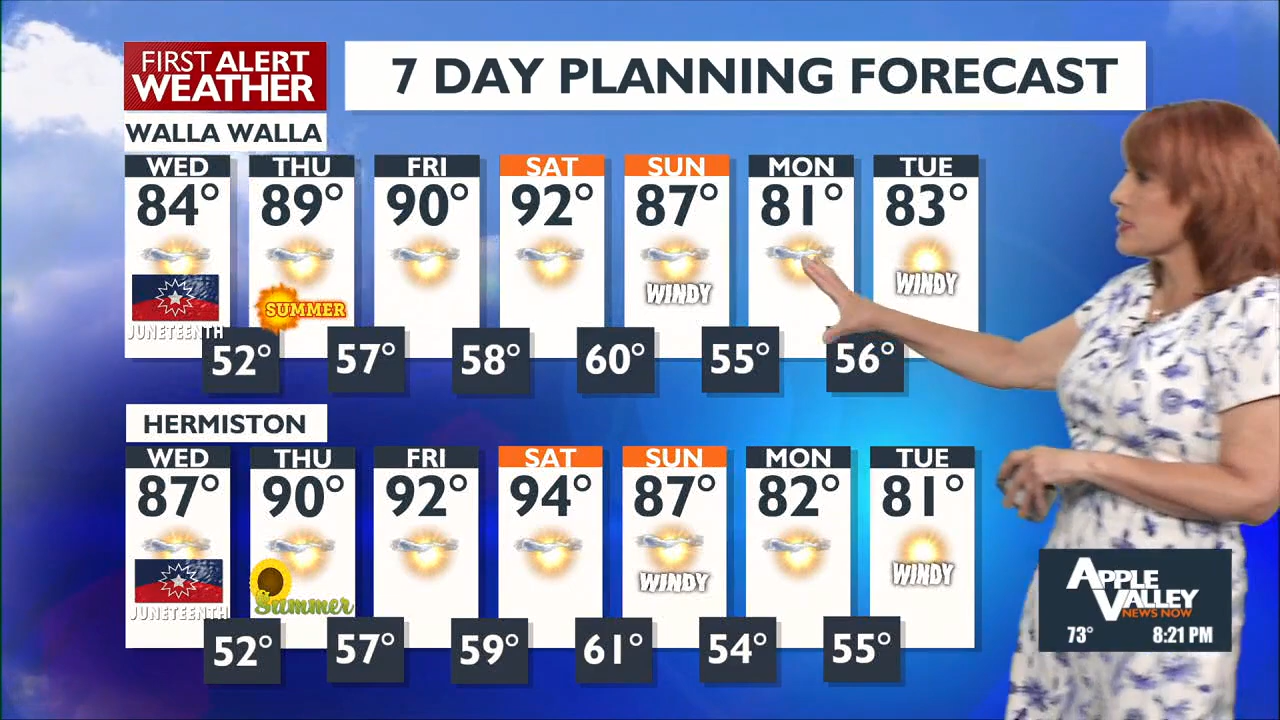 FIRST ALERT
WEATHER
7 DAY PLANNING FORECAST
WALLA WALLA
WED THU FRI SAT SUN MON TUE
84° 89° 90° 92° 87° 81° 83°
WINDY WINDY
SUMMER
JUNETEENTH
52° 57° 58° 60° 55° 56°
HERMISTON
WED THU FRI SAT SUN MON TUE
87° 90° 92° 94° 87° 82° 81°
WINDY WINDY
JUNETEENTH Summer
52° 57° 59° 61° 54° 55°
APPLE
VALLEY
NEWS NOW
73° 8:21 PM